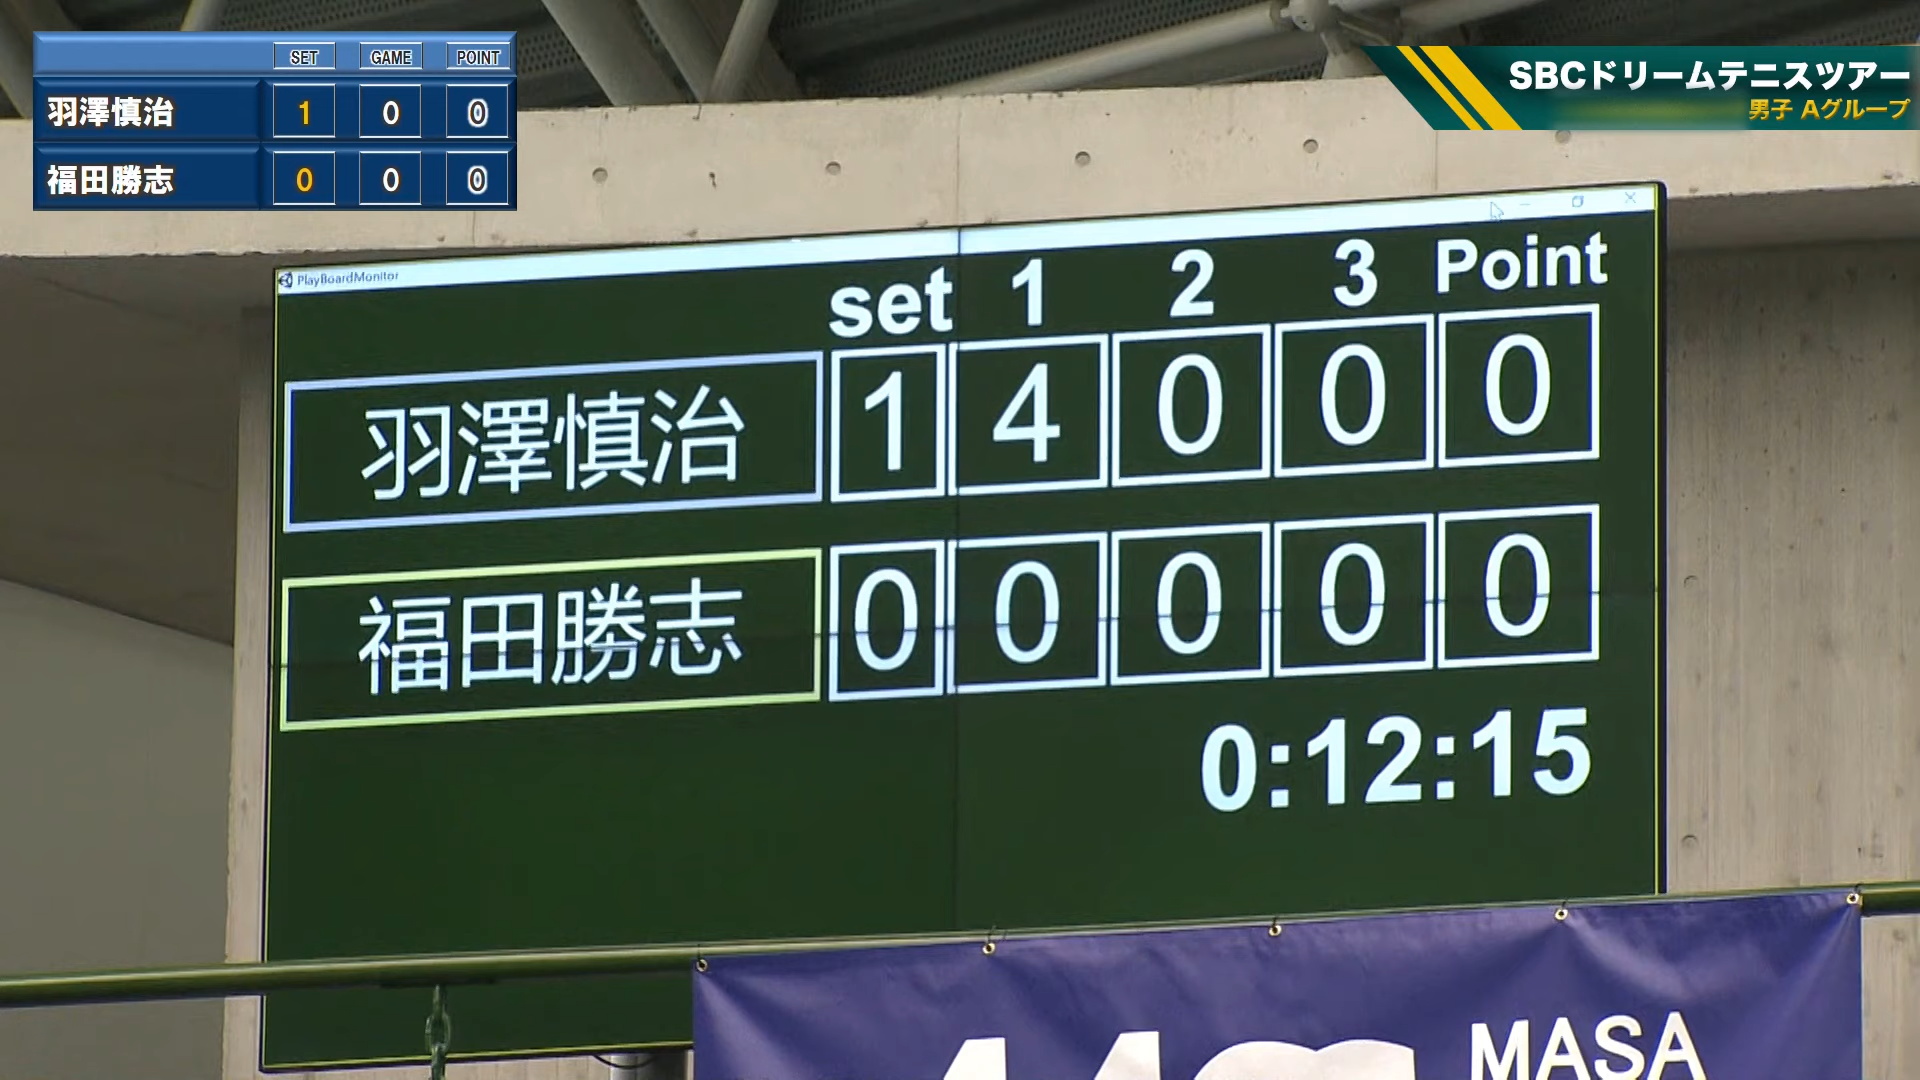 SET GAME POINT
羽澤慎治 1 0 0
福田勝志 0 0 0
SBCドリームテニスツアー
男子 Aグループ
PlayBoardMonitor
set 1 2 3 Point
羽澤慎治 1 4 0 0 0
福田勝志 0 0 0 0 0
0:12:15
MASA